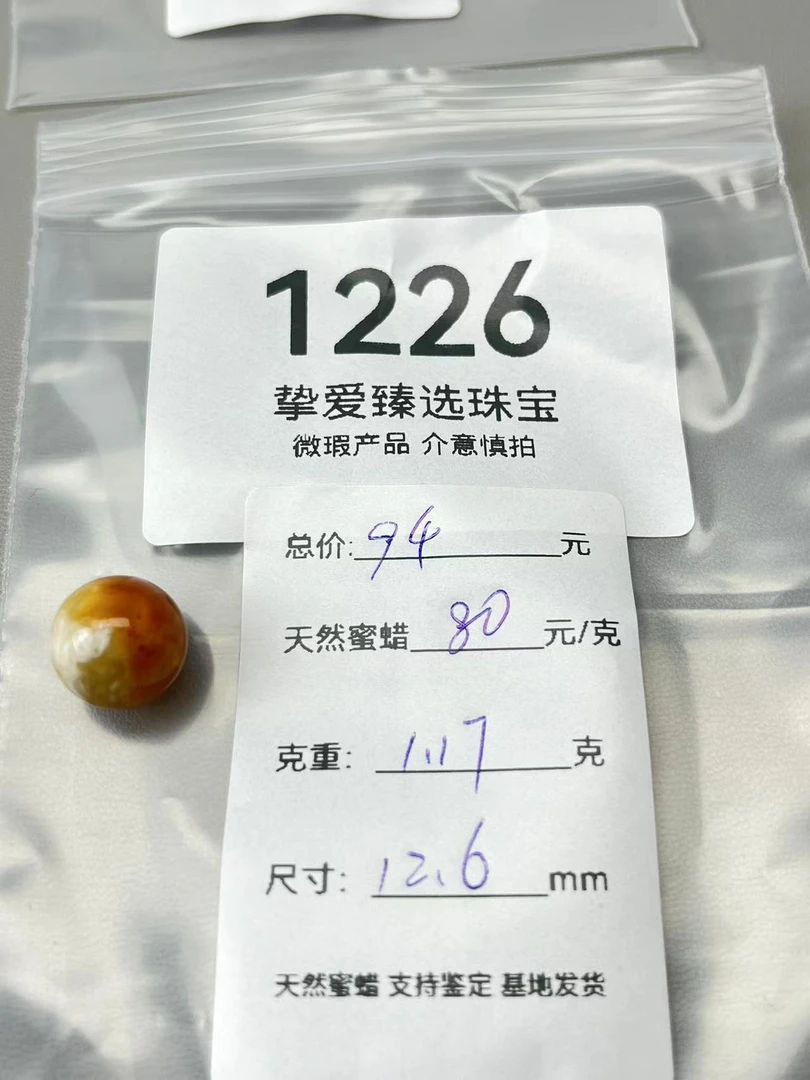 1226
挚爱臻选珠宝
微瑕产品 介意慎拍
总价:94元
天然蜜蜡80元/克
克重: 1.17克
尺寸: 12.6mm
天然蜜蜡 支持鉴定 基地发货